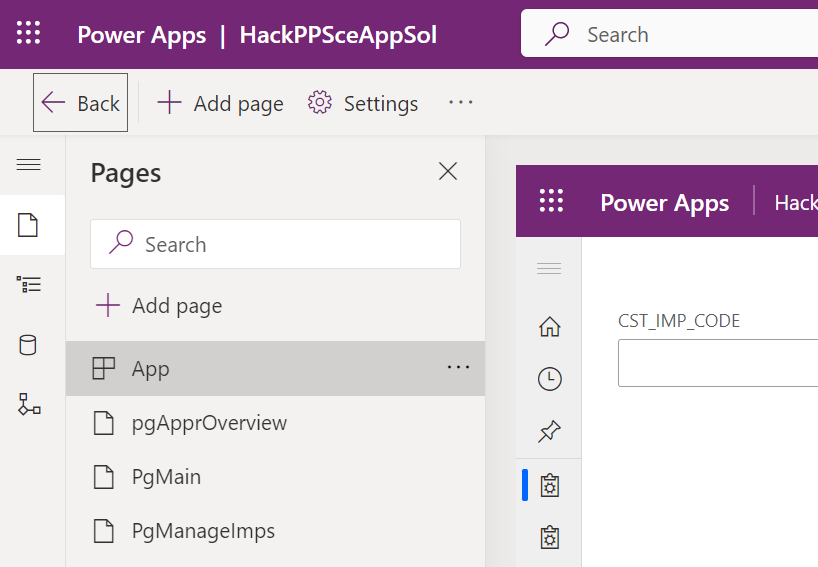 Power Apps | HackPPSceAppSol
Search
Back
Add page
Settings
Pages
Search
Add page
App
pgApprOverview
PgMain
PgManageImps
Power Apps
Hack
CST_IMP_CODE